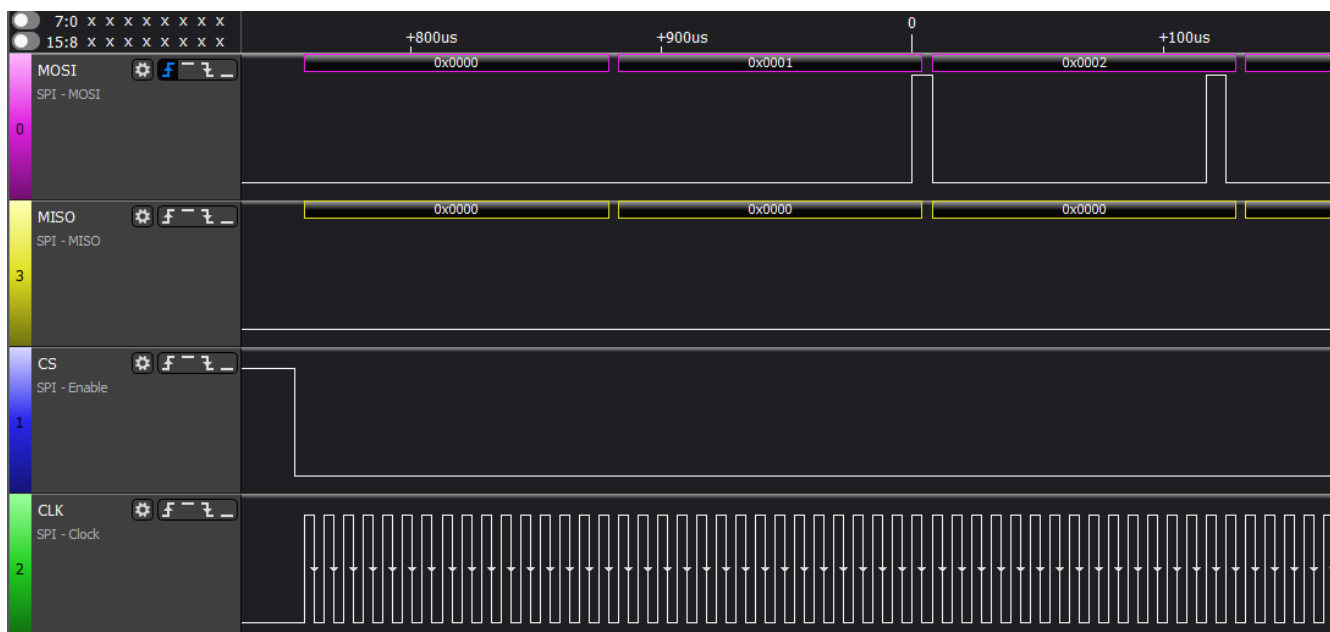 7:0 x x x x x x x x
15:8 x x x x x x x x
+800us +900us 0 +100us
MOSI
SPI - MOSI
0
0x0000 0x0001 0x0002
MISO
SPI - MISO
3
0x0000 0x0000 0x0000
CS
SPI - Enable
1
CLK
SPI - Clock
2